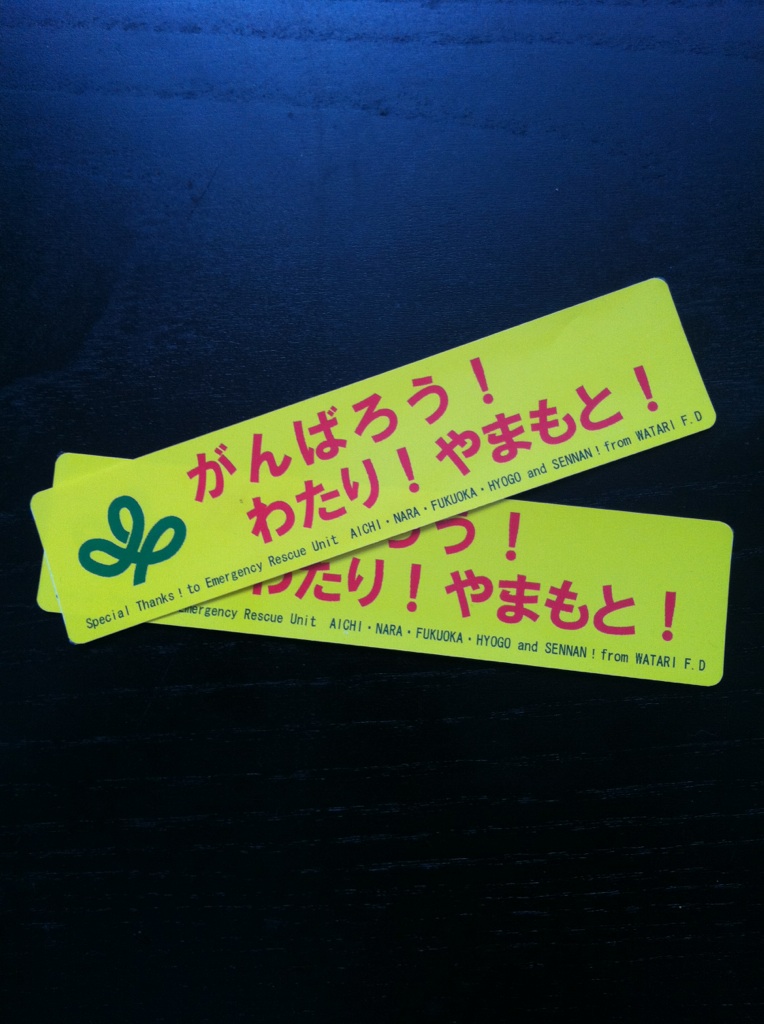 がんばろう！
わたり！やまもと！
Special Thanks！to Emergency Rescue Unit AICHI・NARA・FUKUOKA・HYOGO and SENNAN！from WATARI F.D
ろう！
わたり！やまもと！
Emergency Rescue Unit AICHI・NARA・FUKUOKA・HYOGO and SENNAN！from WATARI F.D